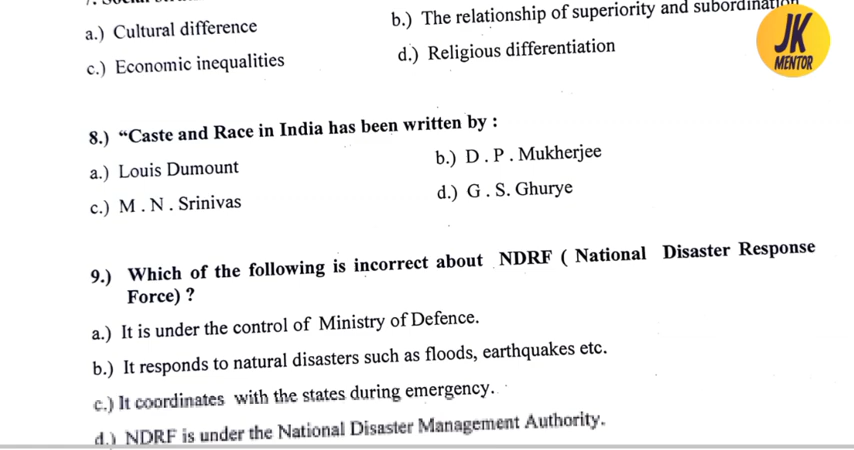 a.) Cultural difference
b.) The relationship of superiority and subordination
c.) Economic inequalities
d.) Religious differentiation
JK
MENTOR
8.) “Caste and Race in India has been written by :
a.) Louis Dumount
b.) D . P . Mukherjee
c.) M . N . Srinivas
d.) G . S. Ghurye
9.) Which of the following is incorrect about NDRF ( National Disaster Response
Force) ?
a.) It is under the control of Ministry of Defence.
b.) It responds to natural disasters such as floods, earthquakes etc.
c.) It coordinates with the states during emergency.
d.) NDRF is under the National Disaster Management Authority.